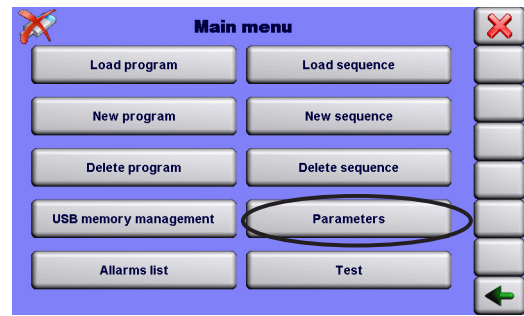 Main menu
Load program
Load sequence
New program
New sequence
Delete program
Delete sequence
USB memory management
Parameters
Allarms list
Test